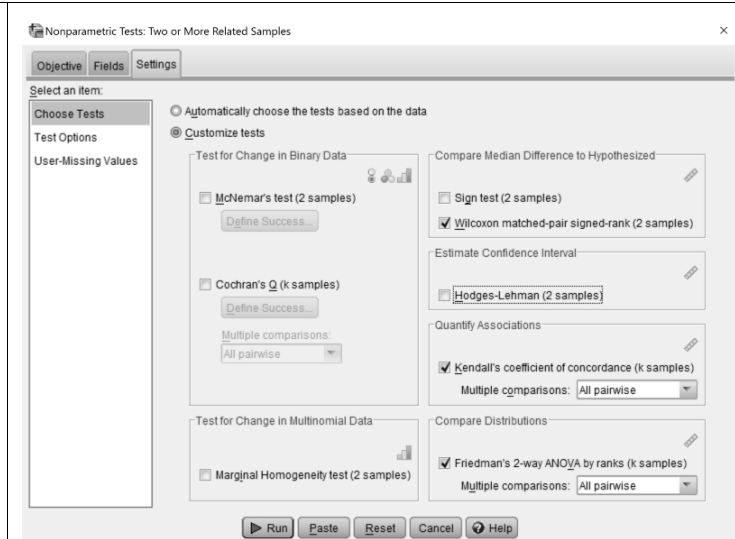 Nonparametric Tests: Two or More Related Samples
Objective Fields Settings
Select an item:
Choose Tests
Test Options
User-Missing Values
Automatically choose the tests based on the data
Customize tests
Test for Change in Binary Data
McNemar's test (2 samples)
Define Success...
Cochran's Q (k samples)
Define Success...
Multiple comparisons:
All pairwise
Test for Change in Multinomial Data
Marginal Homogeneity test (2 samples)
Compare Median Difference to Hypothesized
Sign test (2 samples)
Wilcoxon matched-pair signed-rank (2 samples)
Estimate Confidence Interval
Hodges-Lehman (2 samples)
Quantify Associations
Kendall's coefficient of concordance (k samples)
Multiple comparisons: All pairwise
Compare Distributions
Friedman's 2-way ANOVA by ranks (k samples)
Multiple comparisons: All pairwise
Run Paste Reset Cancel Help